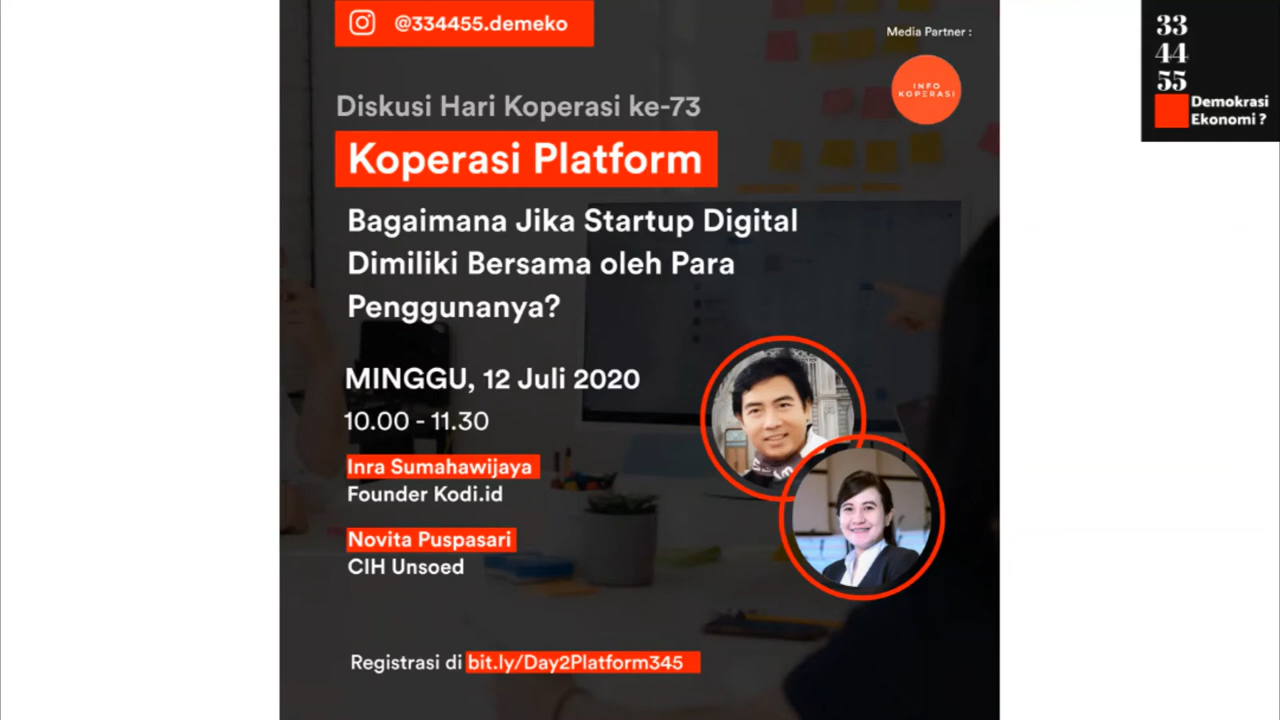 @334455.demeko
Media Partner :
INFO
KOPERASI
33
44
55
Demokrasi
Ekonomi ?
Diskusi Hari Koperasi ke-73
Koperasi Platform
Bagaimana Jika Startup Digital
Dimiliki Bersama oleh Para
Penggunanya?
MINGGU, 12 Juli 2020
10.00 - 11.30
Inra Sumahawijaya
Founder Kodi.id
Novita Puspasari
CIH Unsoed
Registrasi di bit.ly/Day2Platform345